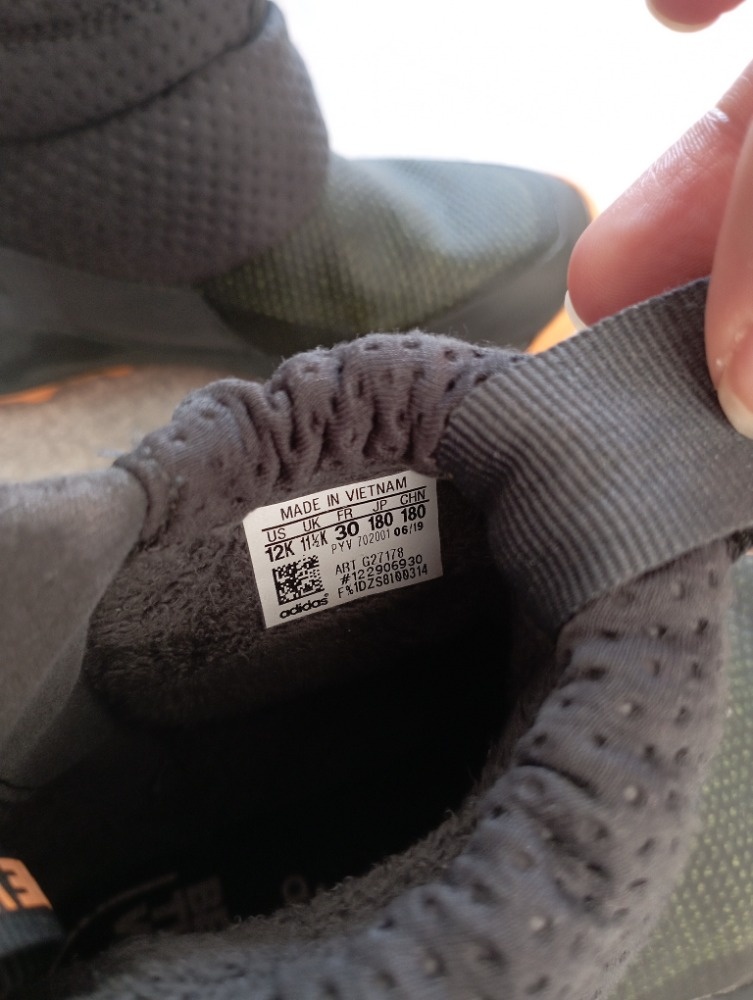 MADE IN VIETNAM
US UK FR JP CHN
12K 11½K 30 180 180
PYV 702001 06/19
ART G27178
#122906930
F%1DZS8100314
adidas